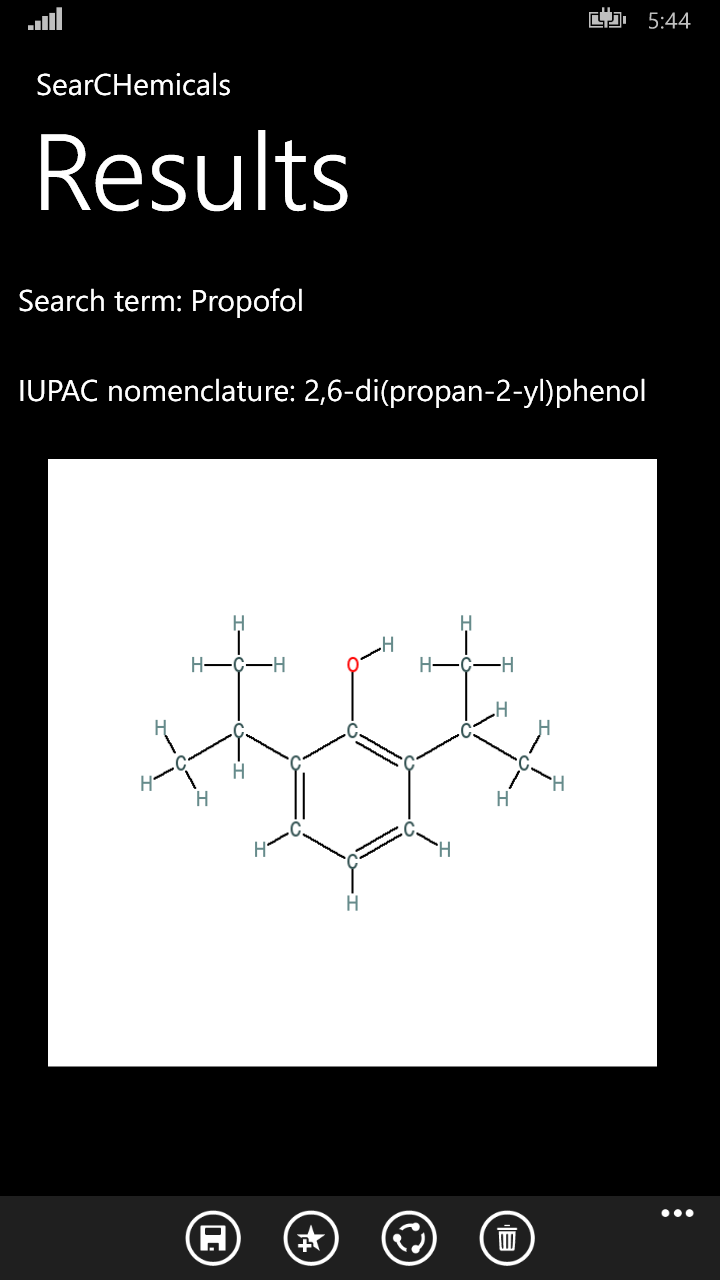 5:44
SearCHemicals
Results
Search term: Propofol
IUPAC nomenclature: 2,6-di(propan-2-yl)phenol
H H
H H C H O H C H
H C C H C C H
H C H C C H C H
H H
C C
H C H
H